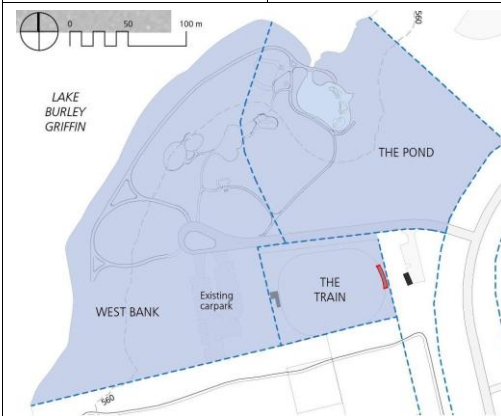 0 50 100 m
560
LAKE
BURLEY
GRIFFIN
THE POND
WEST BANK
Existing
carpark
THE
TRAIN
560